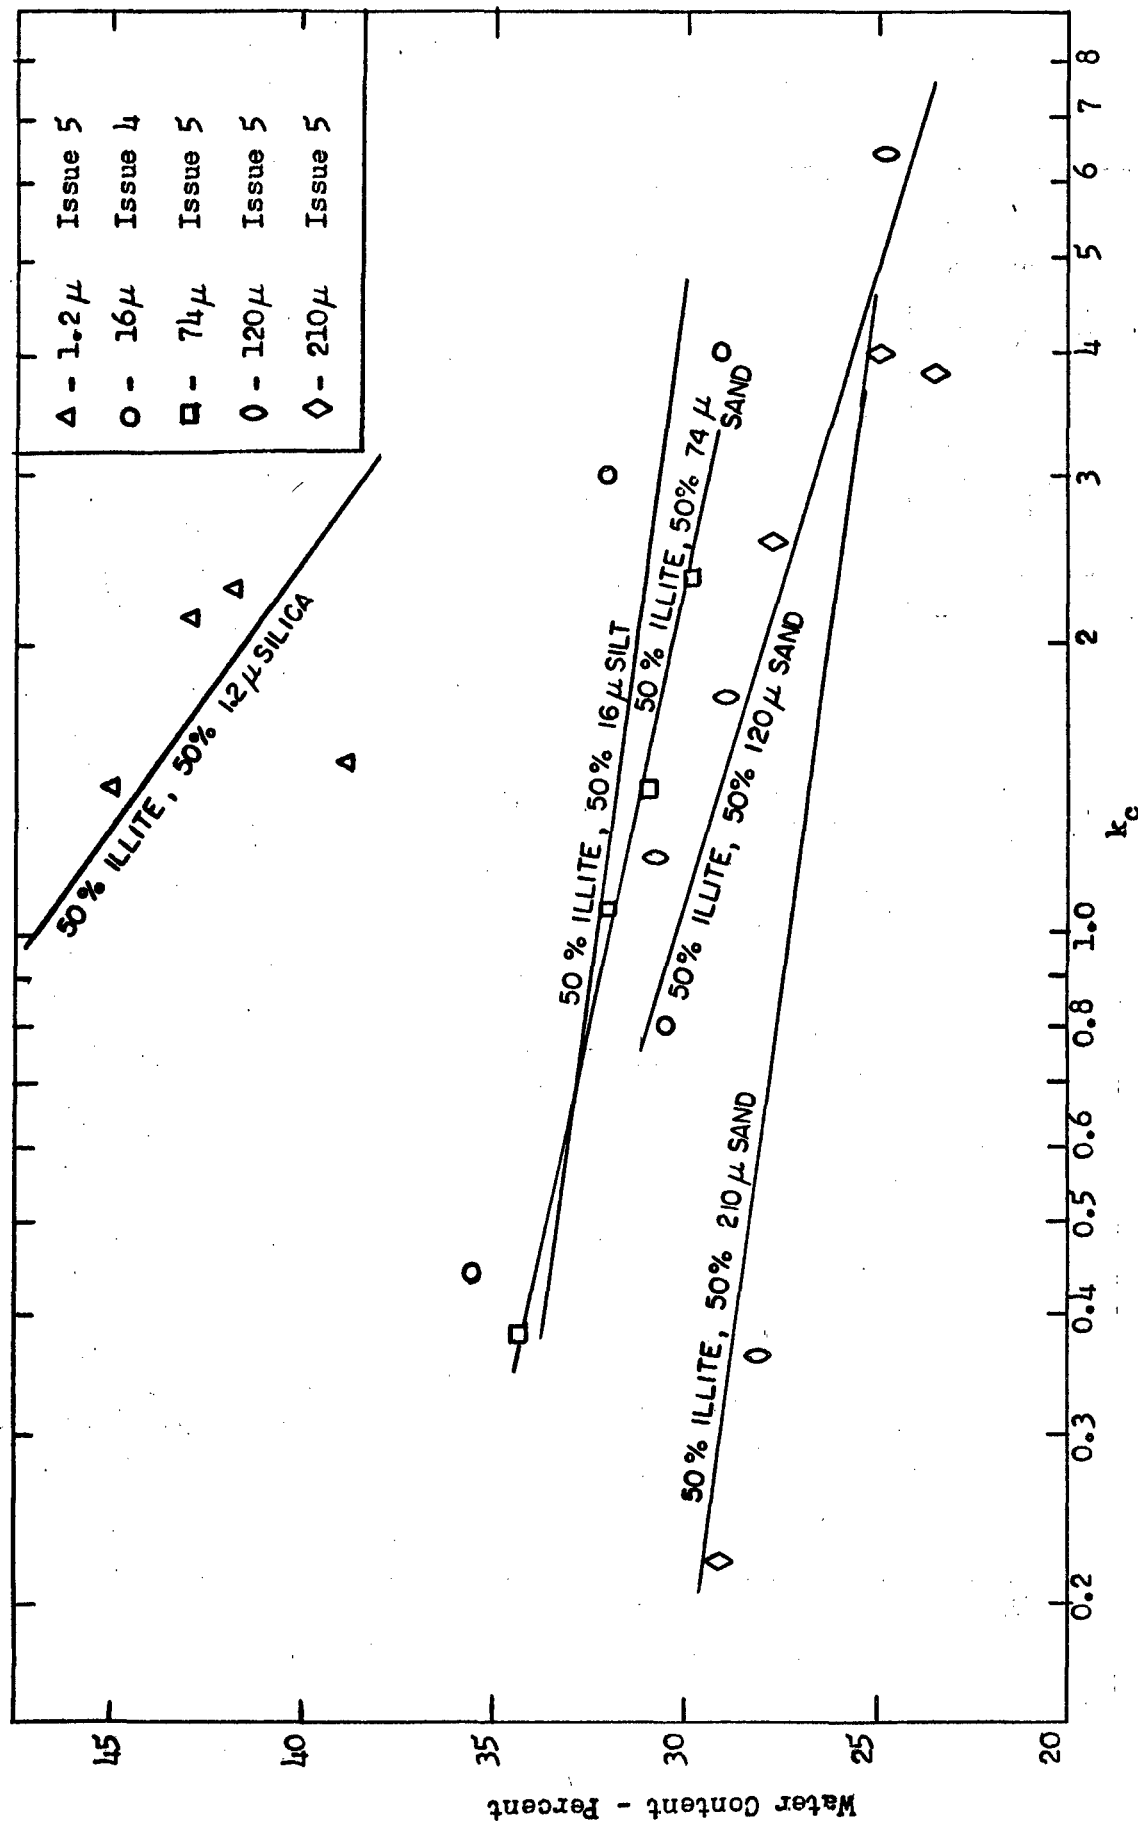 Δ - 1.2μ Issue 5
O - 16μ Issue 4
□ - 74μ Issue 5
0 - 120μ Issue 5
◇ - 210μ Issue 5
50% ILLITE, 50% 1.2μ SILICA
50% ILLITE, 50% 16μ SILT
50% ILLITE, 50% 74μ SAND
50% ILLITE, 50% 120μ SAND
50% ILLITE, 50% 210μ SAND
Water Content - Percent
45
40
35
30
25
20
0.2 0.3 0.4 0.5 0.6 0.8 1.0 2 3 4 5 6 7 8
kc